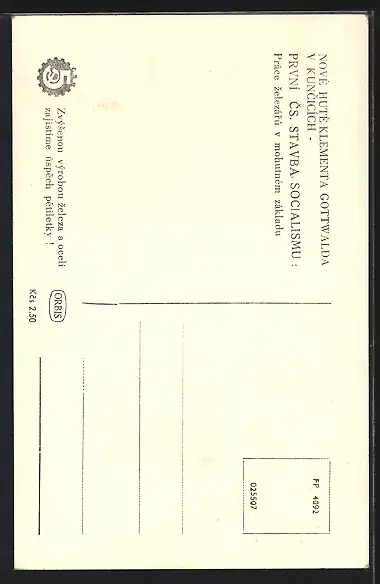 NOVÉ HUTĚ KLEMENTA GOTTWALDA
V KUNČICÍCH -
PRVNÍ ČS. STAVBA SOCIALISMU :
Práce železářů v mohutném základu
Zvýšenou výrobou železa a oceli
zajistíme úspěch pětiletky !
ORBIS
Kčs 2.50
FP 4092
025507